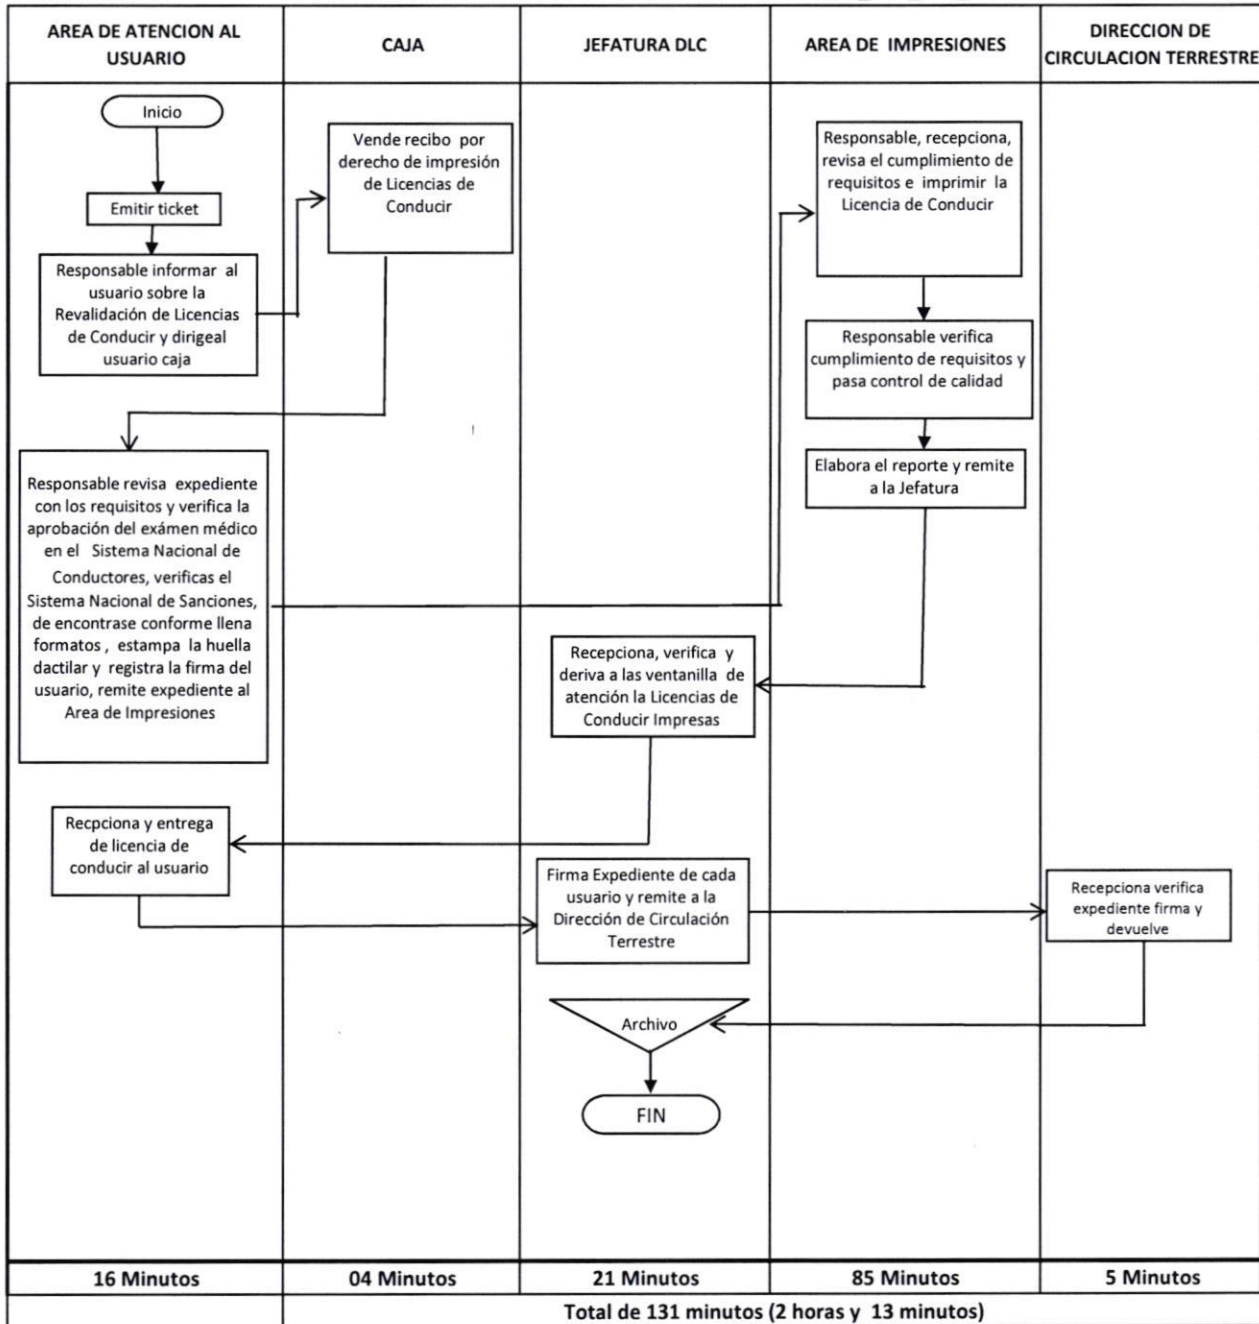 AREA DE ATENCION AL
USUARIO
CAJA
JEFATURA DLC
AREA DE IMPRESIONES
DIRECCION DE
CIRCULACION TERRESTRE
Inicio
Emitir ticket
Responsable informar al
usuario sobre la
Revalidación de Licencias
de Conducir y dirigeal
usuario caja
Vende recibo por
derecho de impresión
de Licencias de
Conducir
Responsable revisa expediente
con los requisitos y verifica la
aprobación del exámen médico
en el Sistema Nacional de
Conductores, verificas el
Sistema Nacional de Sanciones,
de encontrase conforme llena
formatos , estampa la huella
dactilar y registra la firma del
usuario, remite expediente al
Area de Impresiones
Responsable, recepciona,
revisa el cumplimiento de
requisitos e imprimir la
Licencia de Conducir
Responsable verifica
cumplimiento de requisitos y
pasa control de calidad
Elabora el reporte y remite
a la Jefatura
Recepciona, verifica y
deriva a las ventanilla de
atención la Licencias de
Conducir Impresas
Recpciona y entrega
de licencia de
conducir al usuario
Firma Expediente de cada
usuario y remite a la
Dirección de Circulación
Terrestre
Recepciona verifica
expediente firma y
devuelve
Archivo
FIN
16 Minutos
04 Minutos
21 Minutos
85 Minutos
5 Minutos
Total de 131 minutos (2 horas y 13 minutos)